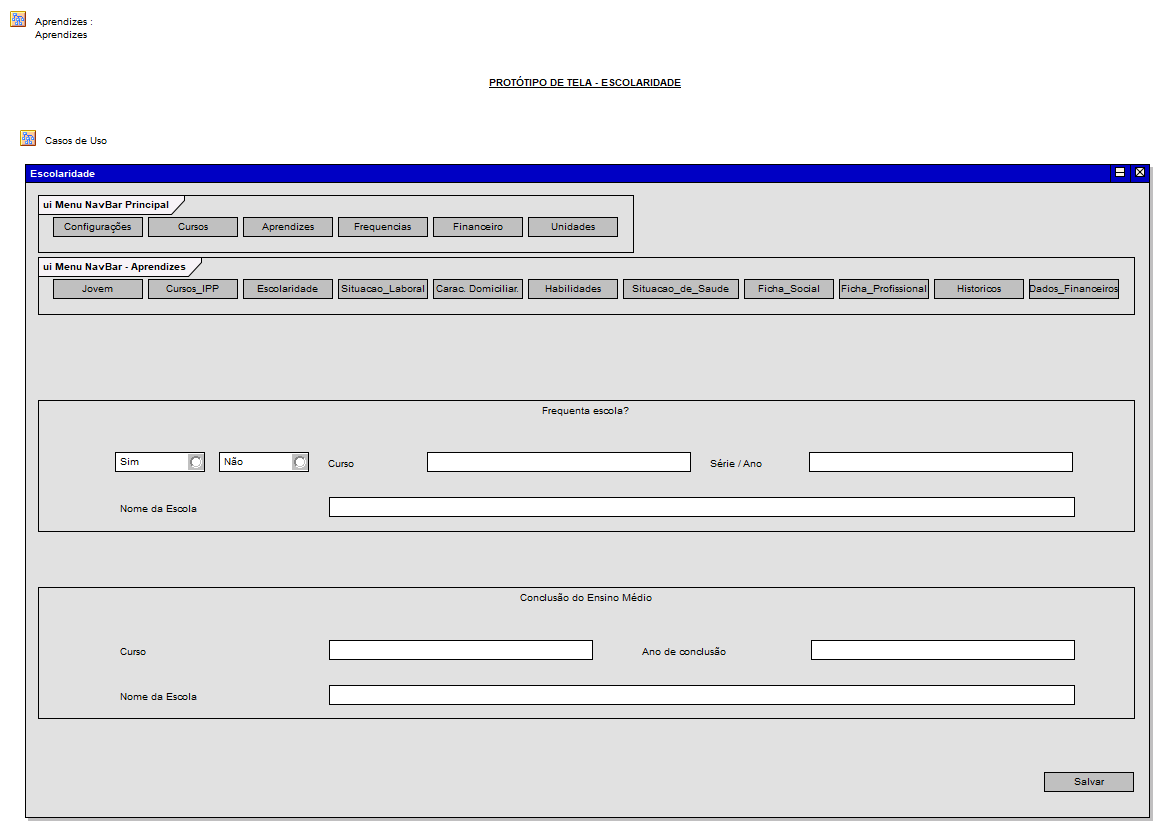 Aprendizes :
Aprendizes
PROTÓTIPO DE TELA - ESCOLARIDADE
Casos de Uso
Escolaridade
ui Menu NavBar Principal
Configurações Cursos Aprendizes Frequencias Financeiro Unidades
ui Menu NavBar - Aprendizes
Jovem Cursos_IPP Escolaridade Situacao_Laboral Carac. Domiciliar. Habilidades Situacao_de_Saude Ficha_Social Ficha_Profissional Historicos Dados_Financeiros
Frequenta escola?
Sim Não Curso Série / Ano
Nome da Escola
Conclusão do Ensino Médio
Curso Ano de conclusão
Nome da Escola
Salvar